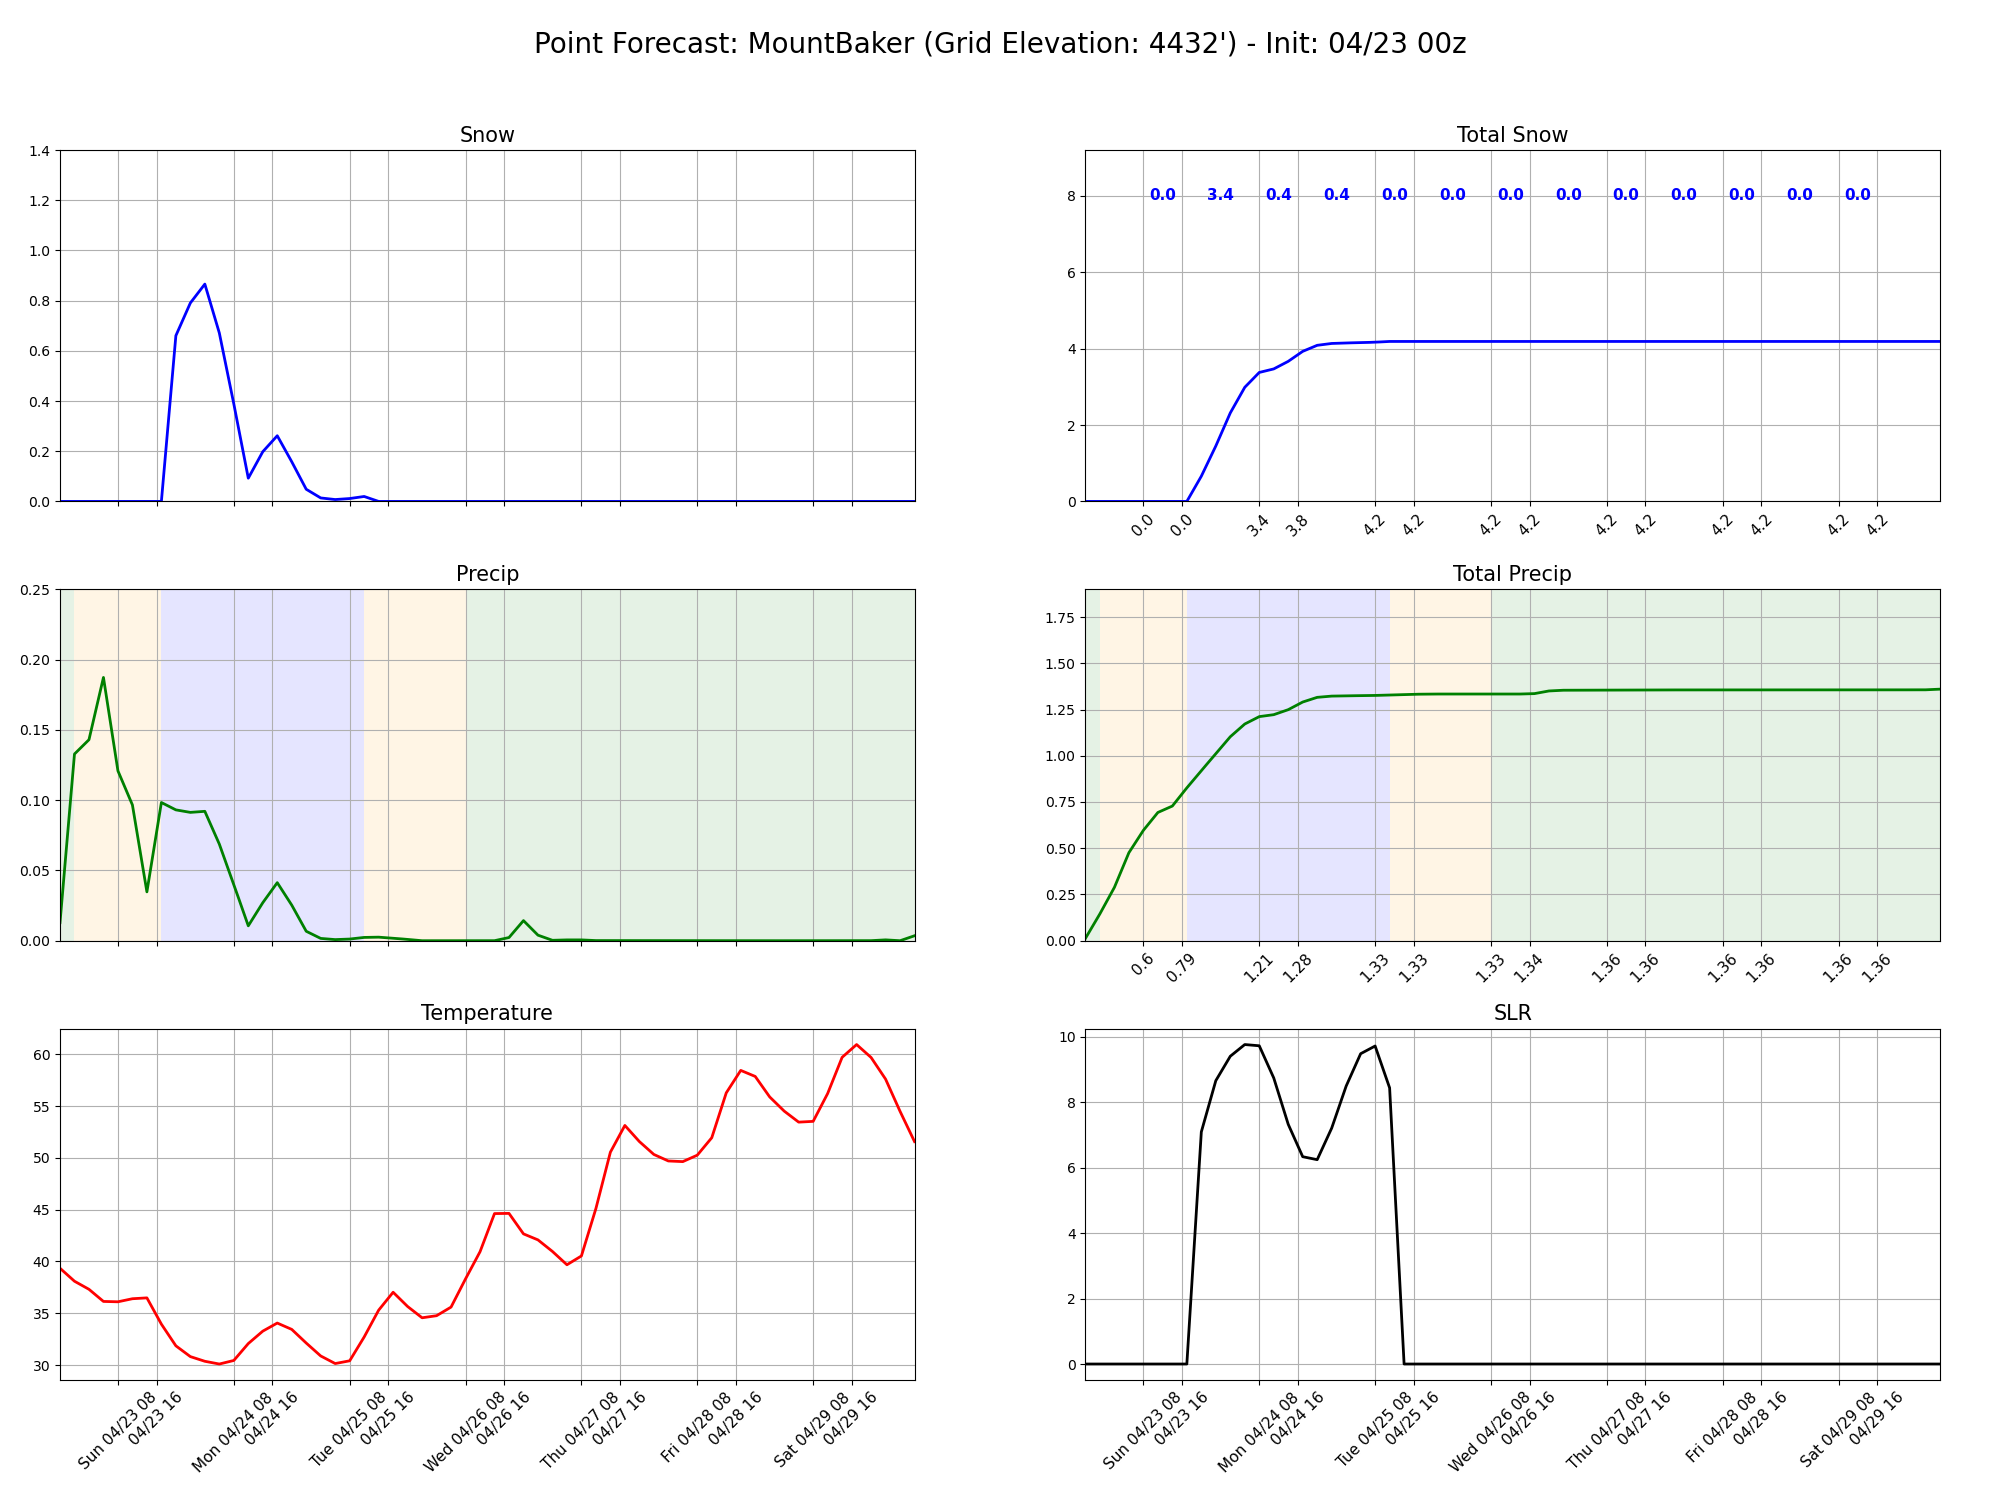 Point Forecast: MountBaker (Grid Elevation: 4432') - Init: 04/23 00z
Snow
1.4
1.2
1.0
0.8
0.6
0.4
0.2
0.0
Total Snow
0.0 3.4 0.4 0.4 0.0 0.0 0.0 0.0 0.0 0.0 0.0 0.0 0.0
8
6
4
2
0
0.0 0.0 3.4 3.8 4.2 4.2 4.2 4.2 4.2 4.2 4.2 4.2 4.2 4.2
Precip
0.25
0.20
0.15
0.10
0.05
0.00
Total Precip
1.75
1.50
1.25
1.00
0.75
0.50
0.25
0.00
0.6 0.79 1.21 1.28 1.33 1.33 1.33 1.34 1.36 1.36 1.36 1.36 1.36 1.36
Temperature
60
55
50
45
40
35
30
Sun 04/23 08
04/23 16
Mon 04/24 08
04/24 16
Tue 04/25 08
04/25 16
Wed 04/26 08
04/26 16
Thu 04/27 08
04/27 16
Fri 04/28 08
04/28 16
Sat 04/29 08
04/29 16
SLR
10
8
6
4
2
0
Sun 04/23 08
04/23 16
Mon 04/24 08
04/24 16
Tue 04/25 08
04/25 16
Wed 04/26 08
04/26 16
Thu 04/27 08
04/27 16
Fri 04/28 08
04/28 16
Sat 04/29 08
04/29 16